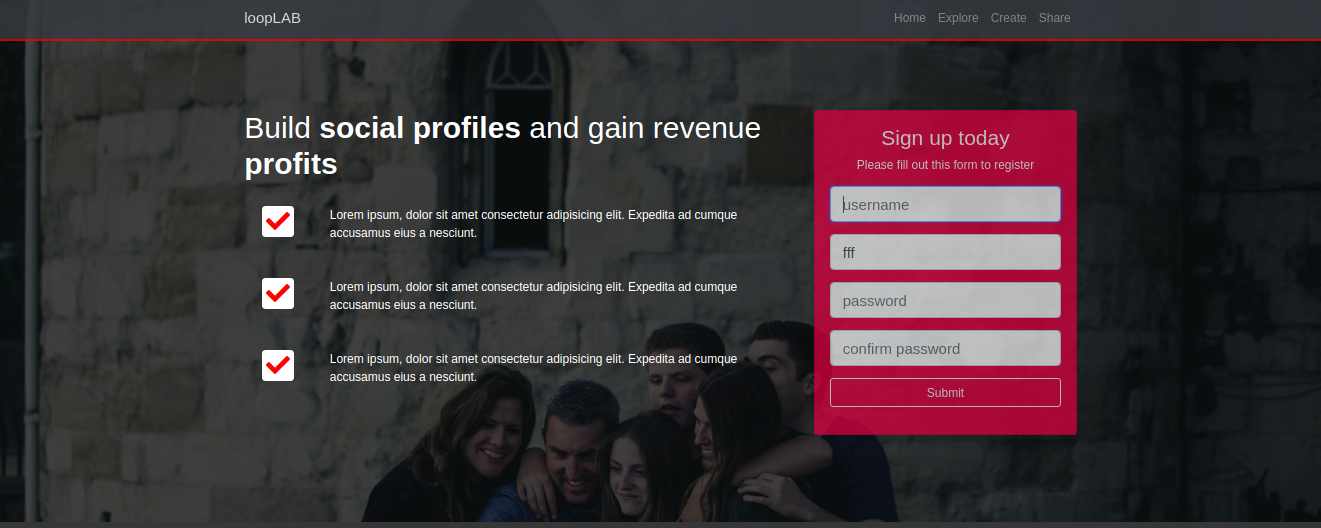 loopLAB
Home Explore Create Share
Build social profiles and gain revenue
profits
Lorem ipsum, dolor sit amet consectetur adipisicing elit. Expedita ad cumque
accusamus eius a nesciunt.
Lorem ipsum, dolor sit amet consectetur adipisicing elit. Expedita ad cumque
accusamus eius a nesciunt.
Lorem ipsum, dolor sit amet consectetur adipisicing elit. Expedita ad cumque
accusamus eius a nesciunt.
Sign up today
Please fill out this form to register
username
fff
password
confirm password
Submit